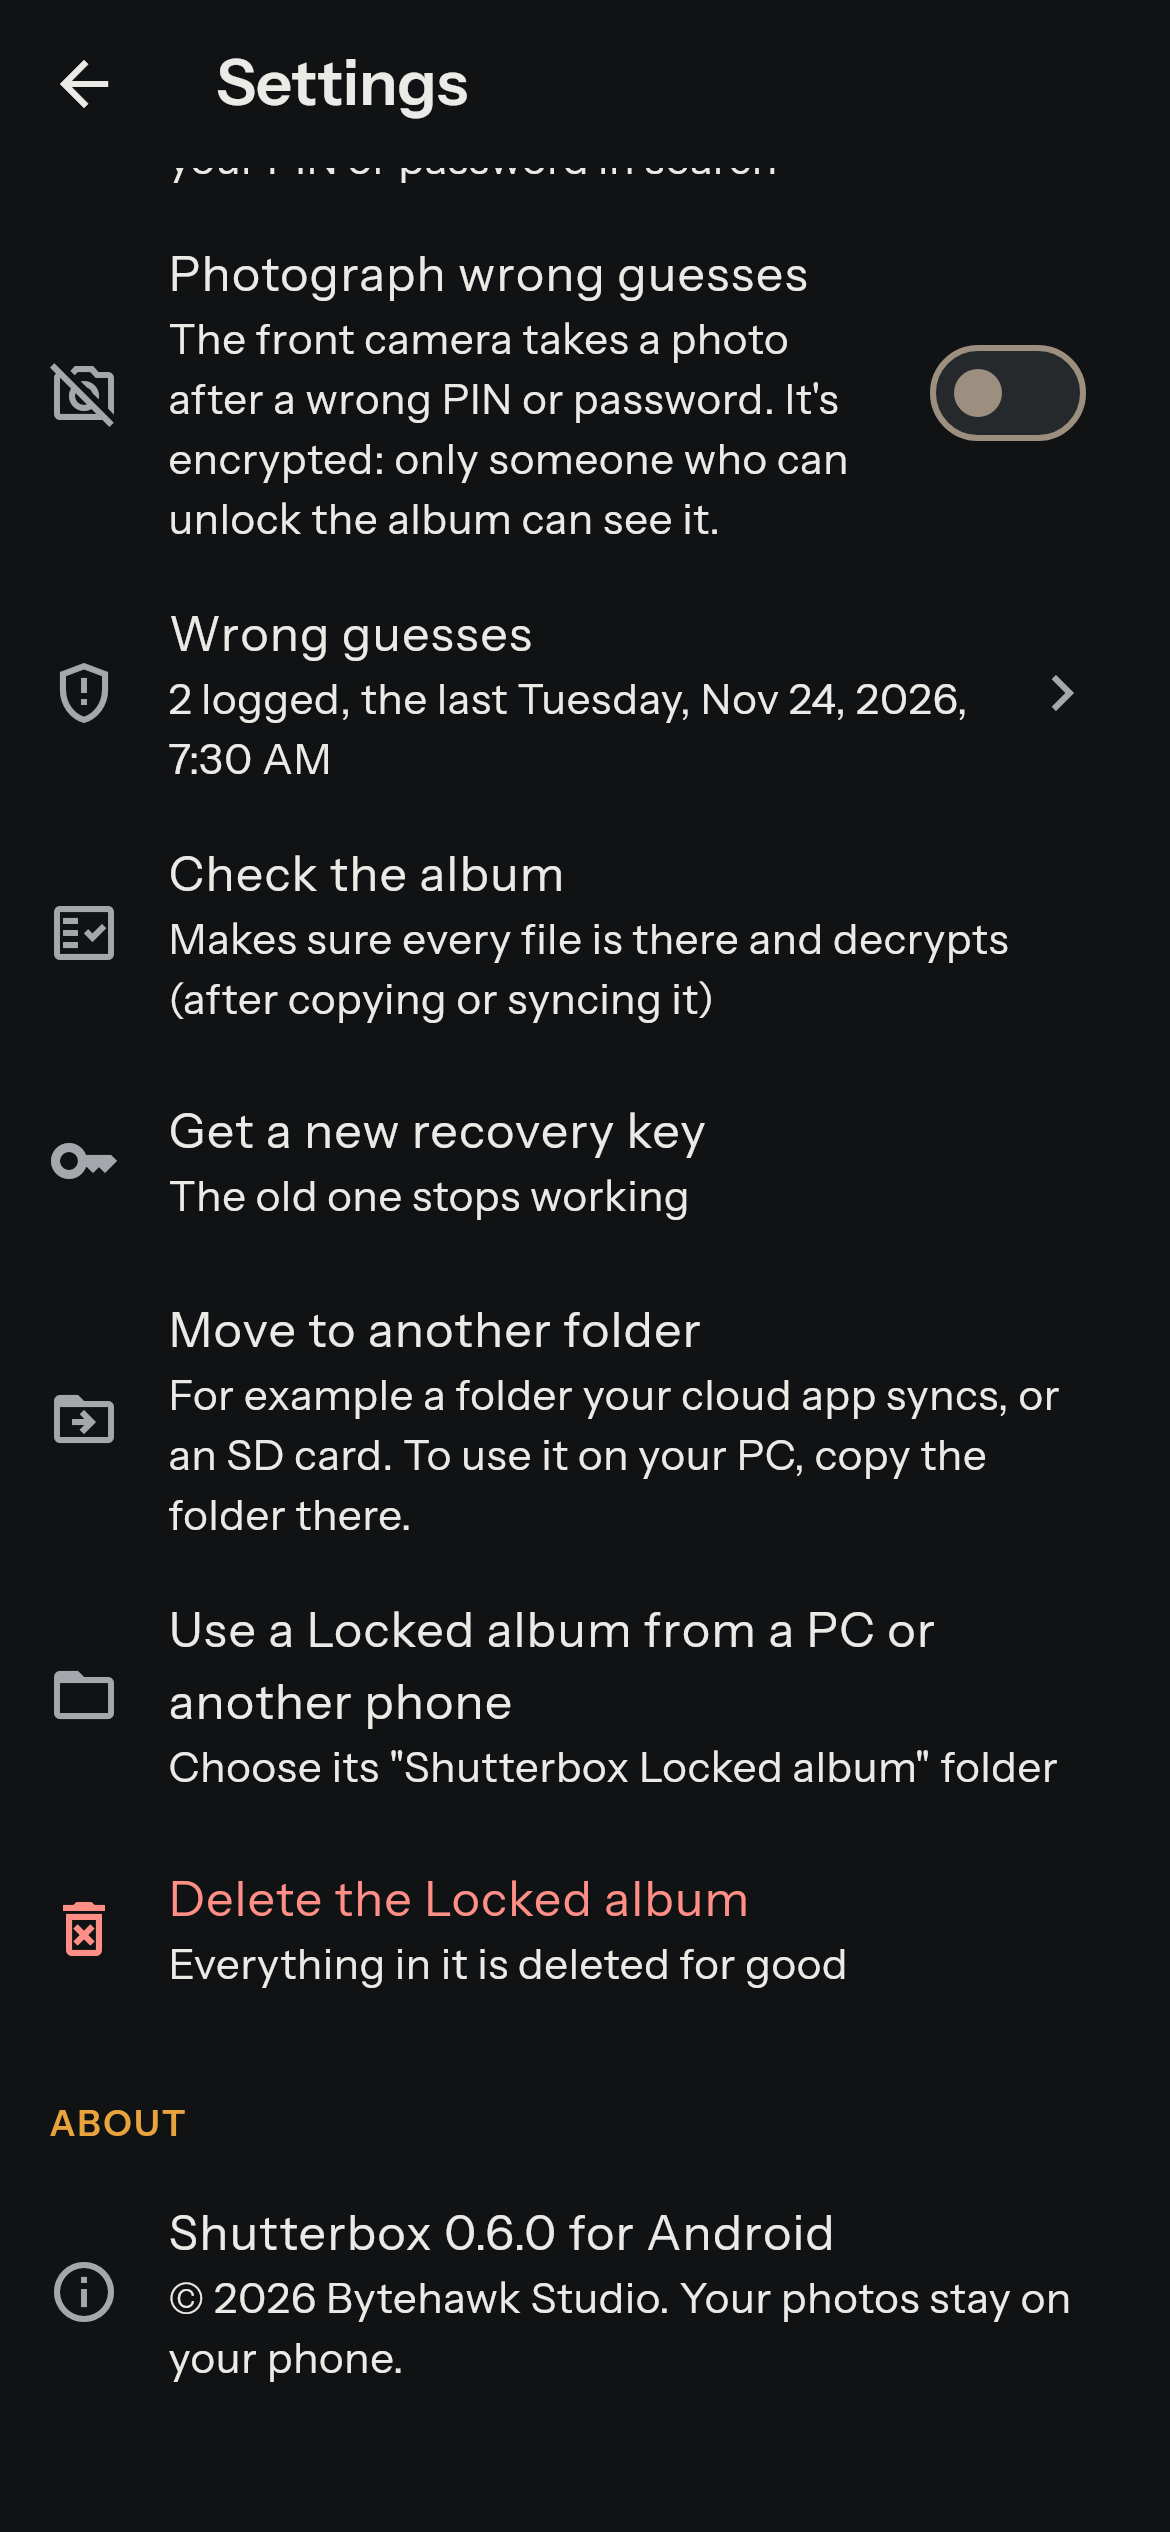 Settings
your PIN or password in search
Photograph wrong guesses
The front camera takes a photo
after a wrong PIN or password. It's
encrypted: only someone who can
unlock the album can see it.
Wrong guesses
2 logged, the last Tuesday, Nov 24, 2026,
7:30 AM
Check the album
Makes sure every file is there and decrypts
(after copying or syncing it)
Get a new recovery key
The old one stops working
Move to another folder
For example a folder your cloud app syncs, or
an SD card. To use it on your PC, copy the
folder there.
Use a Locked album from a PC or
another phone
Choose its "Shutterbox Locked album" folder
Delete the Locked album
Everything in it is deleted for good
ABOUT
Shutterbox 0.6.0 for Android
© 2026 Bytehawk Studio. Your photos stay on
your phone.